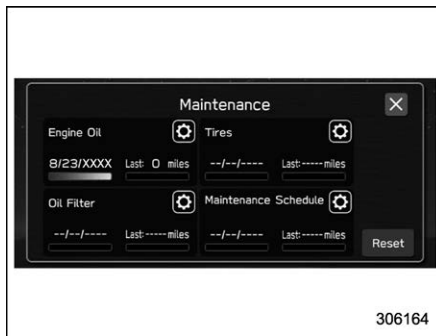 Maintenance
Engine Oil
8/23/XXXX Last: 0 miles
Tires
--/--/---- Last:-----miles
Oil Filter
--/--/---- Last:-----miles
Maintenance Schedule
--/--/---- Last:-----miles
Reset
306164